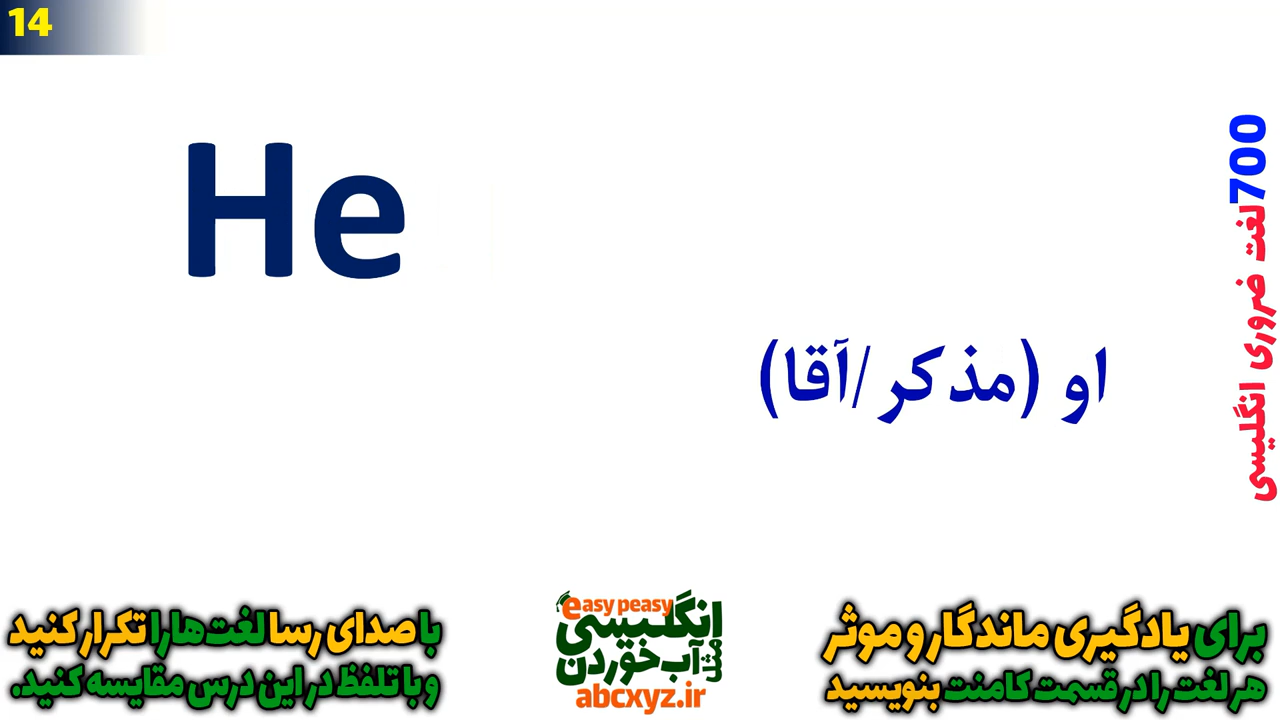 14
He
او (مذکر/آقا)
700 لغت ضروری انگلیسی
برای یادگیری ماندگار و موثر
هر لغت را در قسمت کامنت بنویسید
easy peasy
انگلیسی
مثل آب خوردن
abcxyz.ir
با صدای رسا لغت‌ها را تکرار کنید
و با تلفظ در این درس مقایسه کنید.